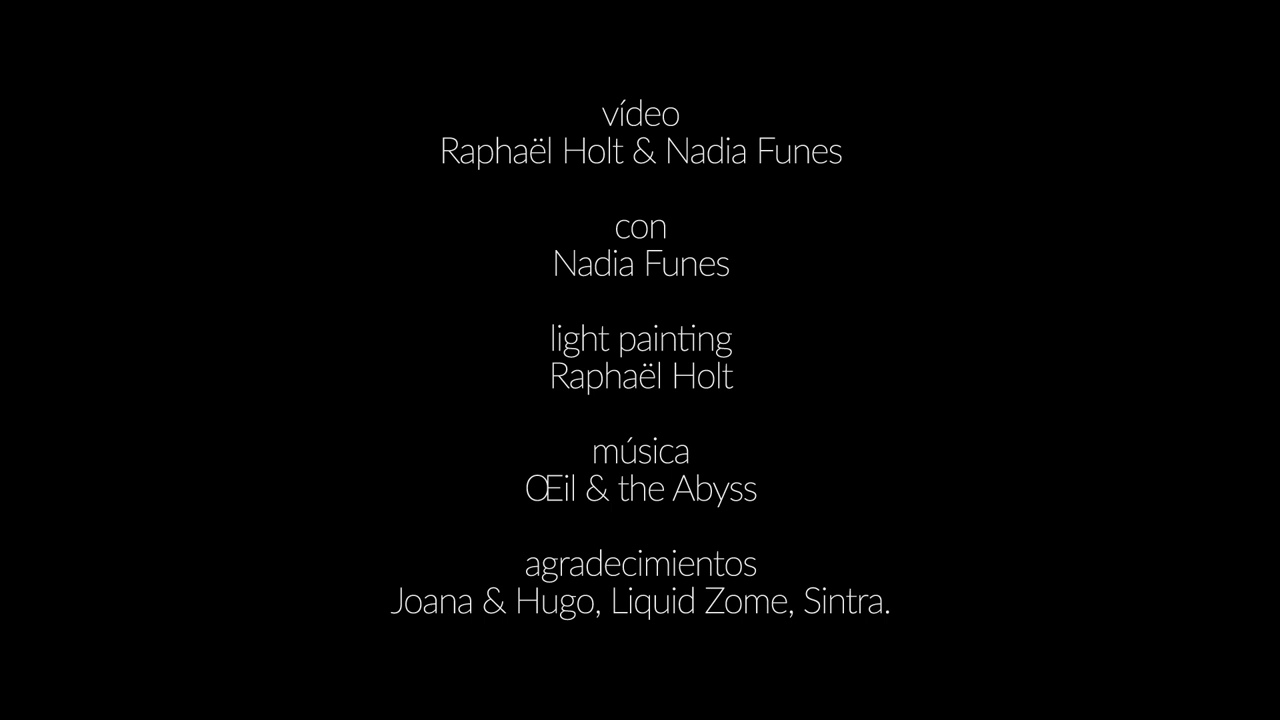 vídeo
Raphaël Holt & Nadia Funes
con
Nadia Funes
light painting
Raphaël Holt
música
Œil & the Abyss
agradecimientos
Joana & Hugo, Liquid Zome, Sintra.